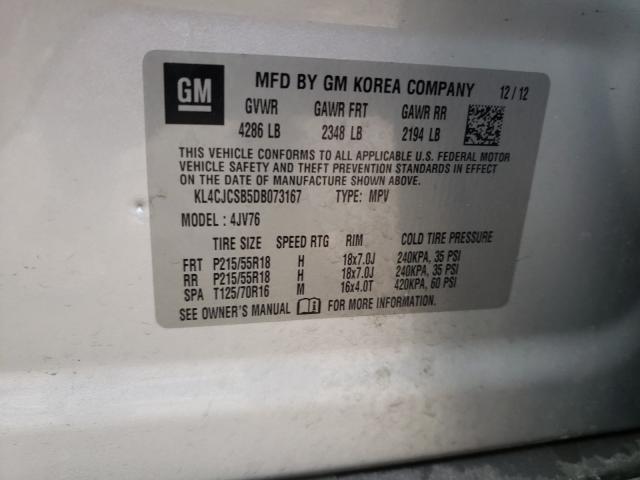 GM
MFD BY GM KOREA COMPANY 12 / 12
GVWR GAWR FRT GAWR RR
4286 LB 2348 LB 2194 LB
THIS VEHICLE CONFORMS TO ALL APPLICABLE U.S. FEDERAL MOTOR
VEHICLE SAFETY AND THEFT PREVENTION STANDARDS IN EFFECT ON
THE DATE OF MANUFACTURE SHOWN ABOVE.
KL4CJCSB5DB073167 TYPE: MPV
MODEL : 4JV76
TIRE SIZE SPEED RTG RIM COLD TIRE PRESSURE
FRT P215/55R18 H 18x7.0J 240KPA, 35 PSI
RR P215/55R18 H 18x7.0J 240KPA, 35 PSI
SPA T125/70R16 M 16x4.0T 420KPA, 60 PSI
SEE OWNER'S MANUAL FOR MORE INFORMATION.